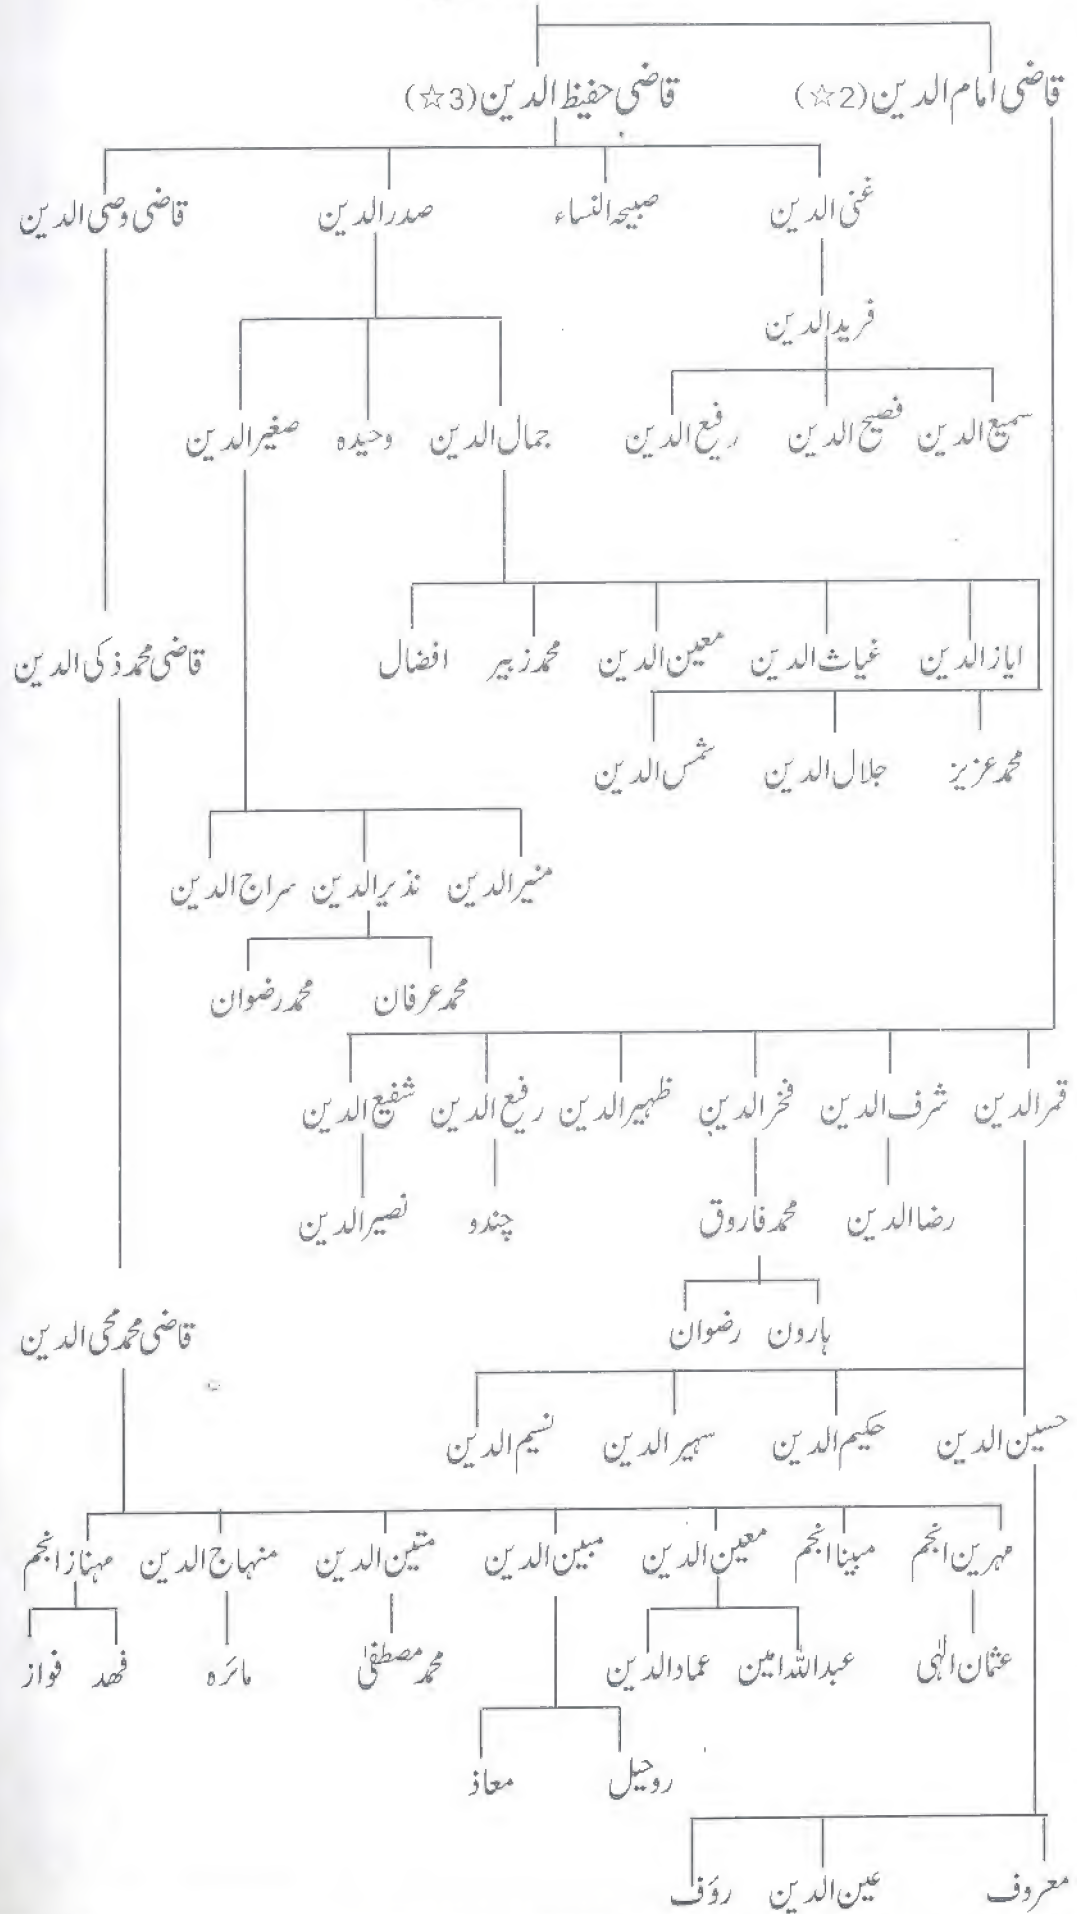 قاضی امام الدین (2☆) قاضی حفیظ الدین (3☆)
غنی الدین صبیحہ النساء صدر الدین قاضی وصی الدین
فرید الدین
سمیع الدین فصیح الدین رفیع الدین جمال الدین وحیدہ صغیر الدین
ایاز الدین غیاث الدین معین الدین محمد زبیر افضال قاضی محمد ذکی الدین
محمد عزیز جلال الدین شمس الدین
منیر الدین نذیر الدین سراج الدین
محمد عرفان محمد رضوان
قمر الدین شرف الدین فخر الدین ظہیر الدین رفیع الدین شفیع الدین
رضا الدین محمد فاروق چندو نصیر الدین
ہارون رضوان قاضی محمد محی الدین
حسین الدین حکیم الدین سہیر الدین نسیم الدین
مہرین انجم مبینا انجم معین الدین مبین الدین متین الدین منہاج الدین مہناز انجم
عثمان الٰہی عبداللہ امین عماد الدین محمد مصطفیٰ مائرہ فھد فواز
روحیل معاذ
معروف عین الدین رؤف